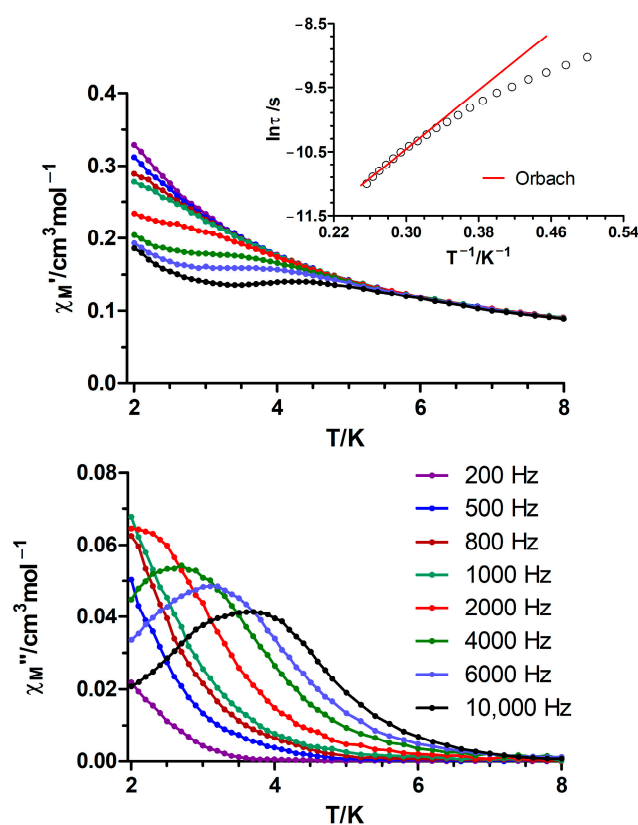 χM'/cm³mol⁻¹
0.4
0.3
0.2
0.1
0.0
2
4
6
8
T/K
lnτ /s
-8.5
-9.5
-10.5
-11.5
0.22
0.30
0.38
0.46
0.54
T⁻¹/K⁻¹
Orbach
χM''/cm³mol⁻¹
0.08
0.06
0.04
0.02
0.00
2
4
6
8
T/K
200 Hz
500 Hz
800 Hz
1000 Hz
2000 Hz
4000 Hz
6000 Hz
10,000 Hz